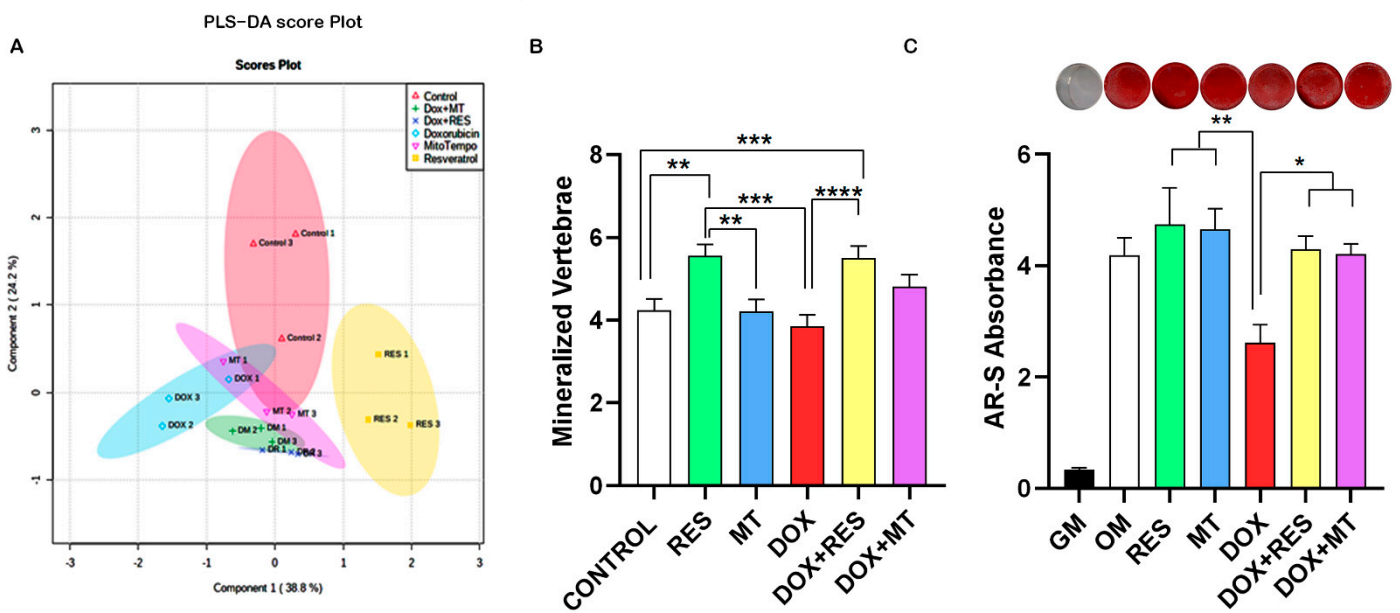 PLS-DA score Plot
A
Scores Plot
Control
Dox+MT
Dox+RES
Doxorubicin
MitoTempo
Resveratrol
Component 2 ( 24.2 %)
3
2
1
0
-1
Control 3
Control 1
Control 2
MT 1
DOX 1
DOX 3
DOX 2
MT 2
MT 3
DM 2
DM 1
DM 3
DR 1
DR 3
RES 1
RES 2
RES 3
-3
-2
-1
0
1
2
3
Component 1 ( 38.8 %)
B
Mineralized Vertebrae
8
6
4
2
0
***
**
***
****
**
CONTROL
RES
MT
DOX
DOX+RES
DOX+MT
C
AR-S Absorbance
6
4
2
0
**
*
GM
OM
RES
MT
DOX
DOX+RES
DOX+MT